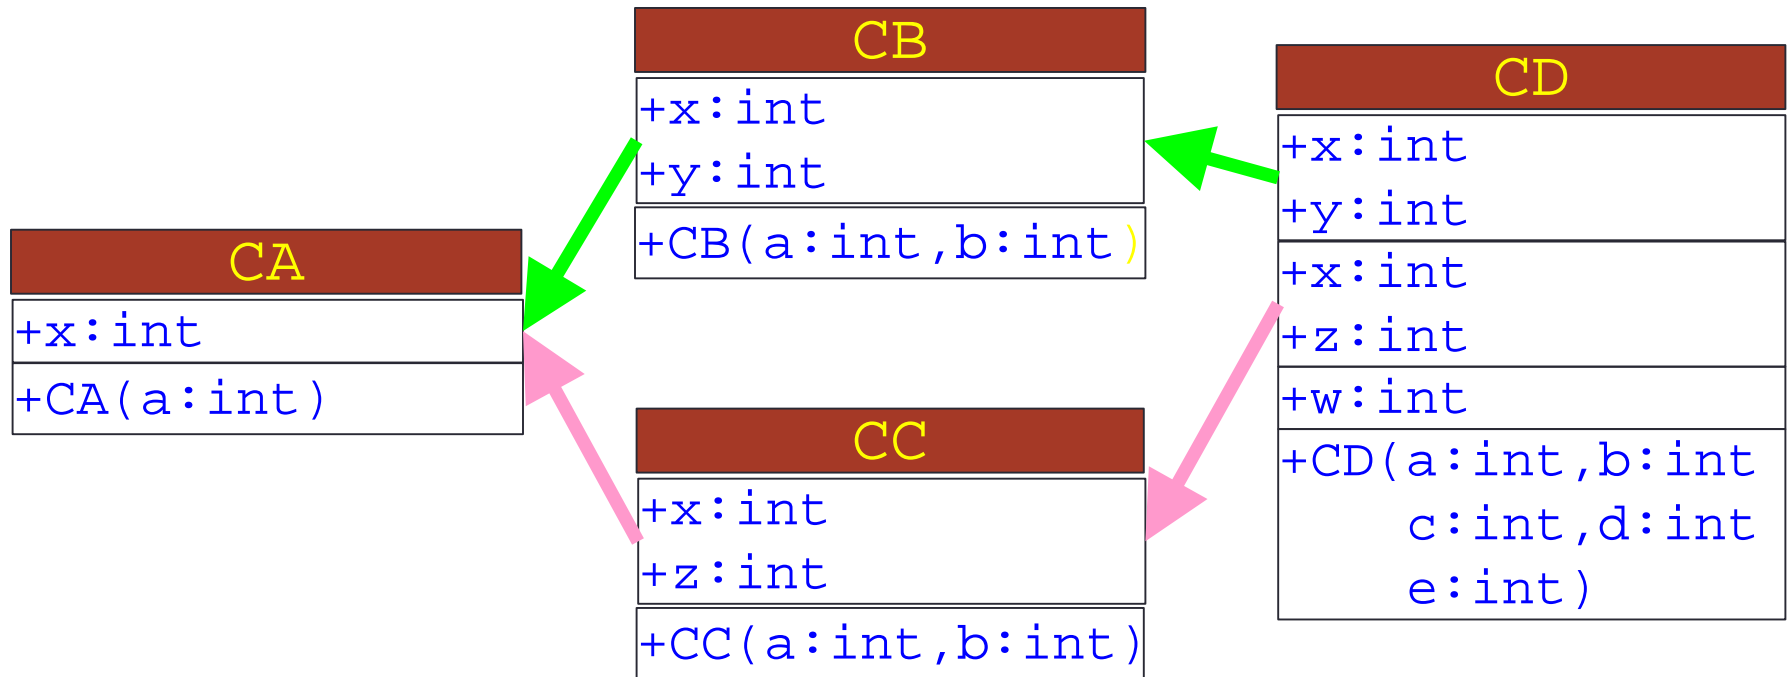 CA
+x:int
+CA(a:int)
CB
+x:int
+y:int
+CB(a:int,b:int)
CC
+x:int
+z:int
+CC(a:int,b:int)
CD
+x:int
+y:int
+x:int
+z:int
+w:int
+CD(a:int,b:int
c:int,d:int
e:int)